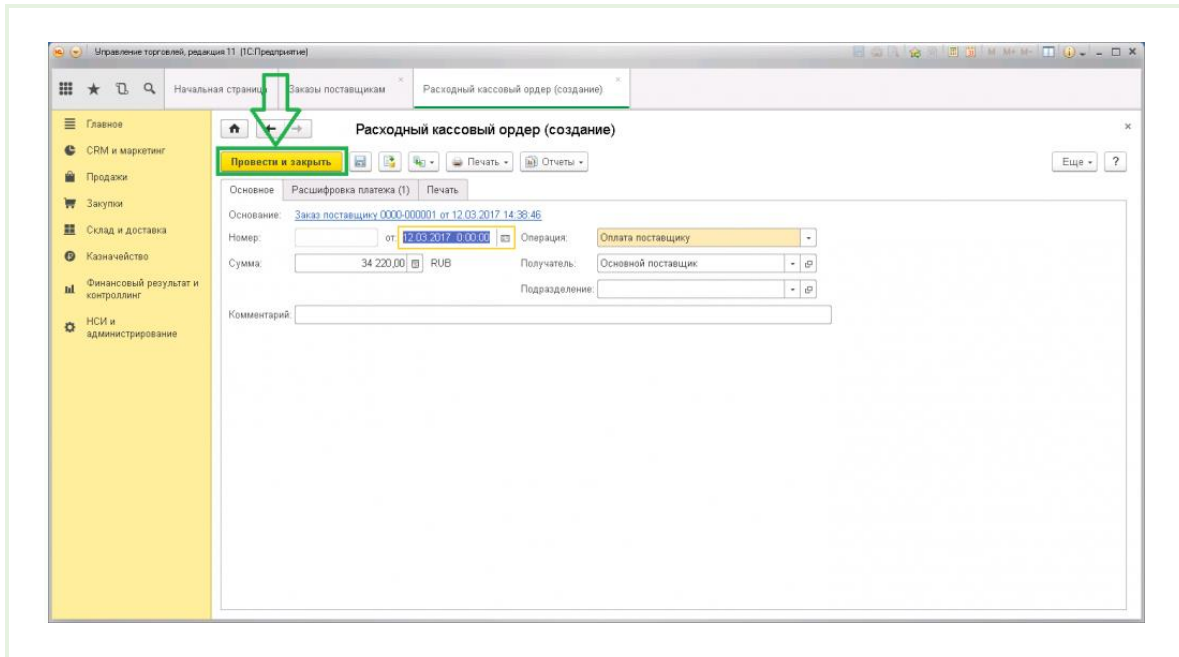 Управление торговлей, редакция 11 (1С:Предприятие)
M M+ M-
Начальная страница
Заказы поставщикам
Расходный кассовый ордер (создание)
Главное
CRM и маркетинг
Продажи
Закупки
Склад и доставка
Казначейство
Финансовый результат и
контроллинг
НСИ и
администрирование
Расходный кассовый ордер (создание)
Провести и закрыть
Печать
Отчеты
Еще
?
Основное
Расшифровка платежа (1)
Печать
Основание: Заказ поставщику 0000-000001 от 12.03.2017 14:38:46
Номер: от: 12.03.2017 0:00:00 Операция: Оплата поставщику
Сумма: 34 220,00 RUB Получатель: Основной поставщик
Подразделение:
Комментарий: